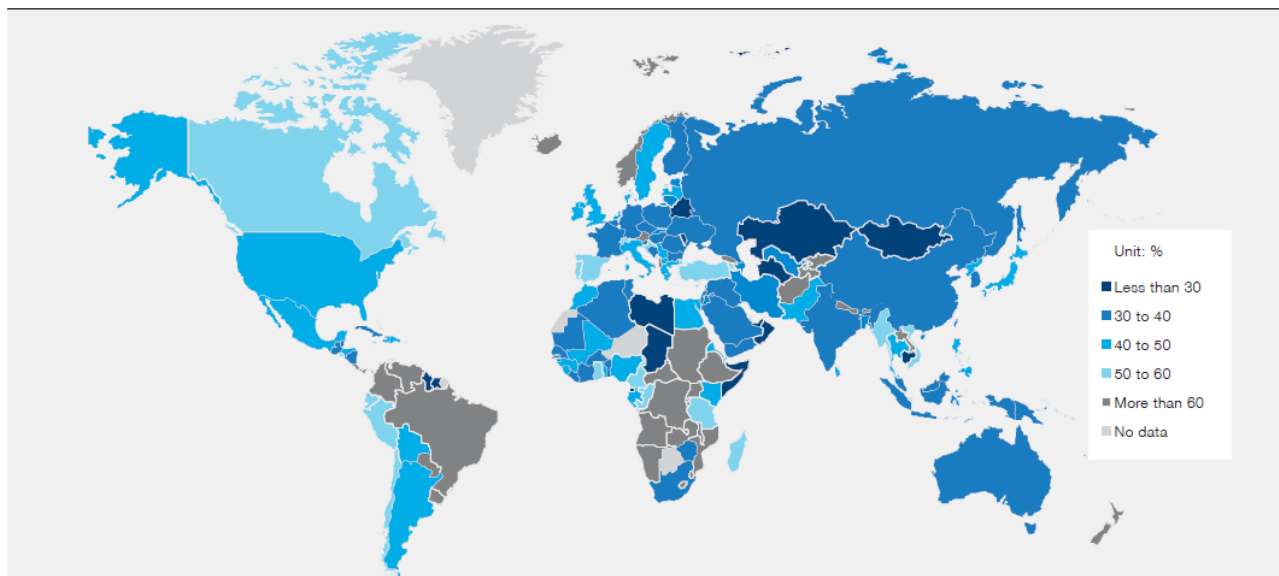 Unit: %
Less than 30
30 to 40
40 to 50
50 to 60
More than 60
No data